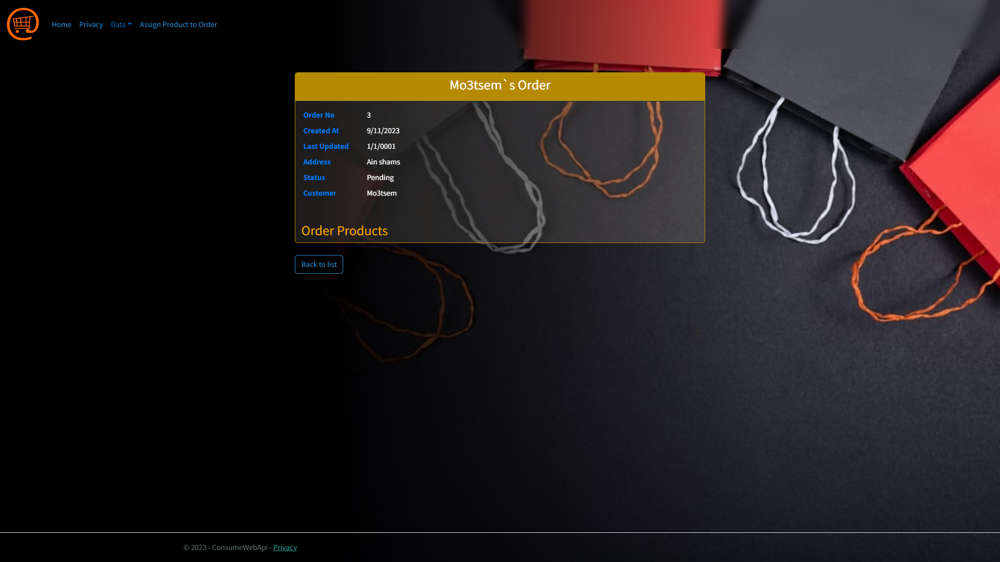 Home Privacy Data Assign Product to Order
Mo3tsem`s Order
Order No 3
Created At 9/11/2023
Last Updated 1/1/0001
Address Ain shams
Status Pending
Customer Mo3tsem
Order Products
Back to list
© 2023 - ConsumeWebApi - Privacy